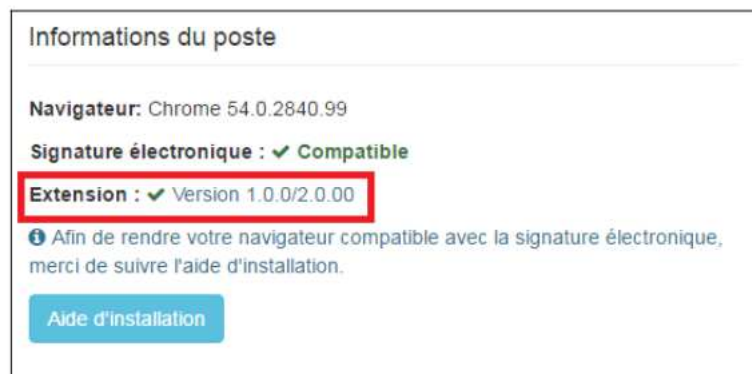 Informations du poste
Navigateur: Chrome 54.0.2840.99
Signature électronique : ✔ Compatible
Extension : ✔ Version 1.0.0/2.0.00
Afin de rendre votre navigateur compatible avec la signature électronique,
merci de suivre l'aide d'installation.
Aide d'installation